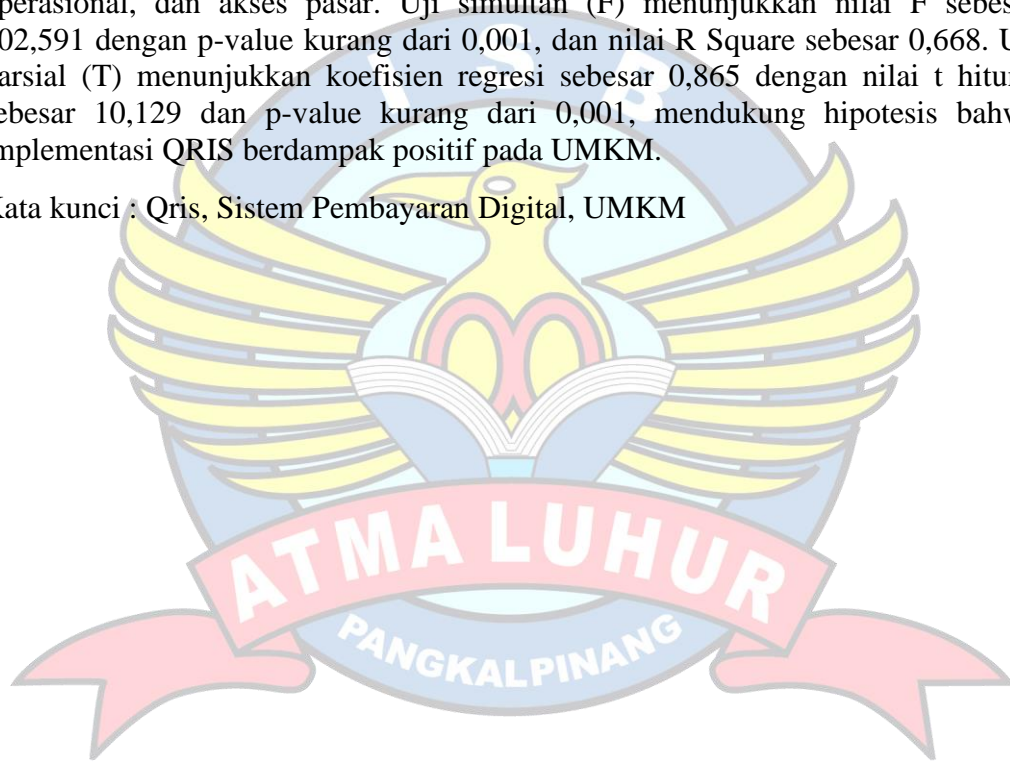 perasional, dan akses pasar. Uji simultan (F) menunjukkan nilai F sebes
02,591 dengan p-value kurang dari 0,001, dan nilai R Square sebesar 0,668. U
arsial (T) menunjukkan koefisien regresi sebesar 0,865 dengan nilai t hitun
ebesar 10,129 dan p-value kurang dari 0,001, mendukung hipotesis bahw
mplementasi QRIS berdampak positif pada UMKM.
ata kunci : Qris, Sistem Pembayaran Digital, UMKM
I S B
ATMA LUHUR
PANGKALPINANG